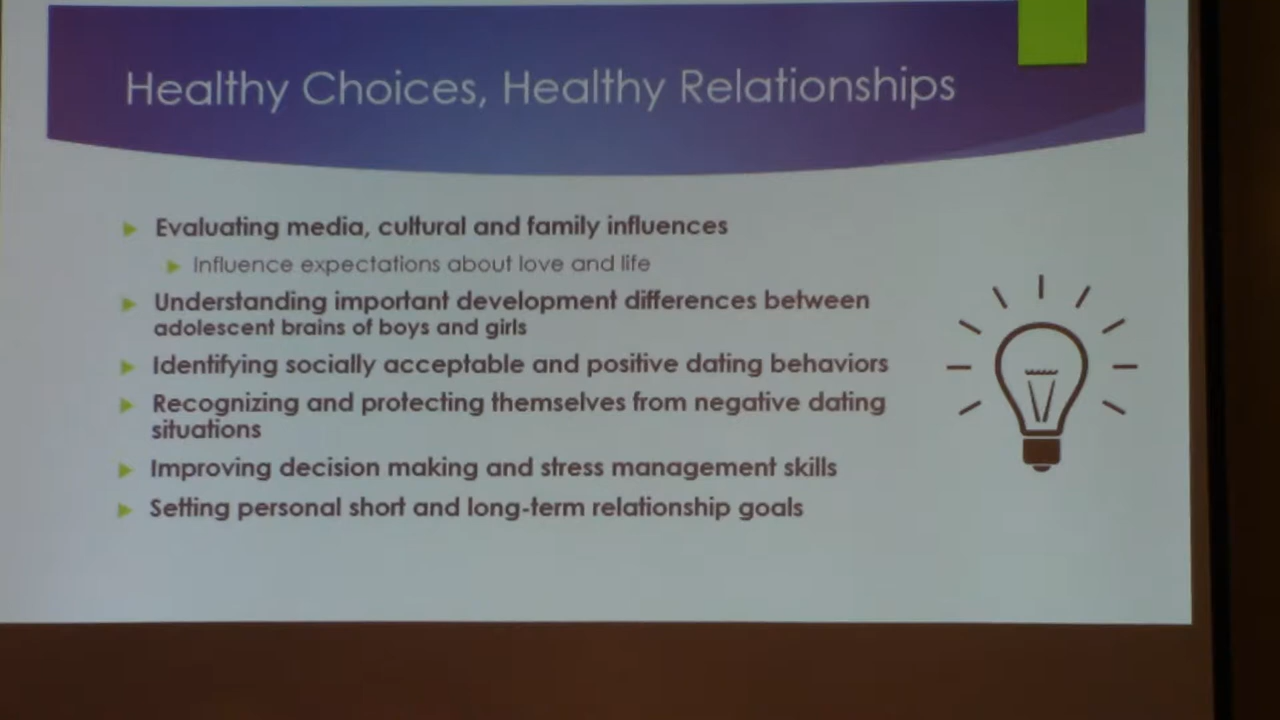 Healthy Choices, Healthy Relationships
Evaluating media, cultural and family influences
Influence expectations about love and life
Understanding important development differences between
adolescent brains of boys and girls
Identifying socially acceptable and positive dating behaviors
Recognizing and protecting themselves from negative dating
situations
Improving decision making and stress management skills
Setting personal short and long-term relationship goals